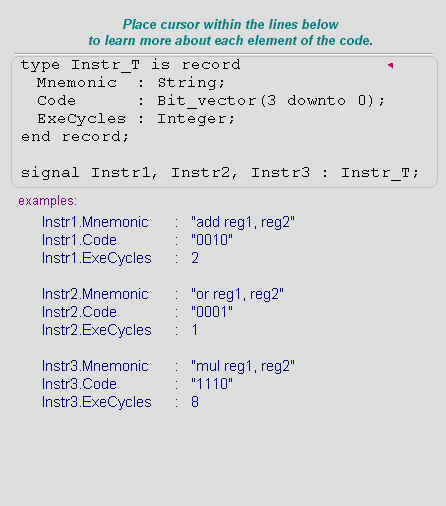 Place cursor within the lines below
to learn more about each element of the code.
type Instr_T is record
Mnemonic : String;
Code : Bit_vector(3 downto 0);
ExeCycles : Integer;
end record;
signal Instr1, Instr2, Instr3 : Instr_T;
examples:
Instr1.Mnemonic : "add reg1, reg2"
Instr1.Code : "0010"
Instr1.ExeCycles : 2
Instr2.Mnemonic : "or reg1, reg2"
Instr2.Code : "0001"
Instr2.ExeCycles : 1
Instr3.Mnemonic : "mul reg1, reg2"
Instr3.Code : "1110"
Instr3.ExeCycles : 8